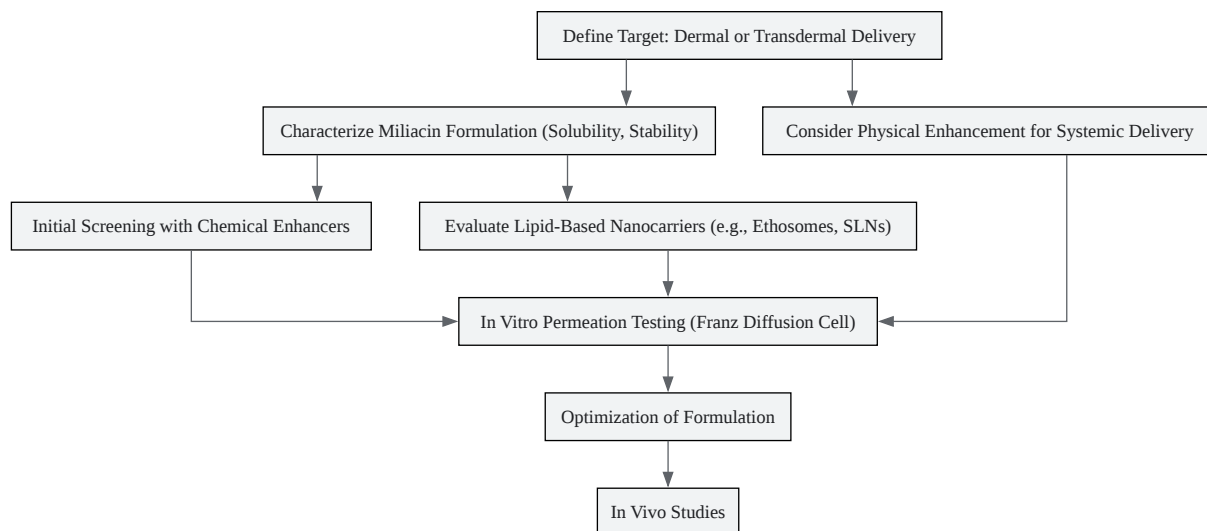 Define Target: Dermal or Transdermal Delivery
Characterize Miliacin Formulation (Solubility, Stability)
Consider Physical Enhancement for Systemic Delivery
Initial Screening with Chemical Enhancers
Evaluate Lipid-Based Nanocarriers (e.g., Ethosomes, SLNs)
In Vitro Permeation Testing (Franz Diffusion Cell)
Optimization of Formulation
In Vivo Studies